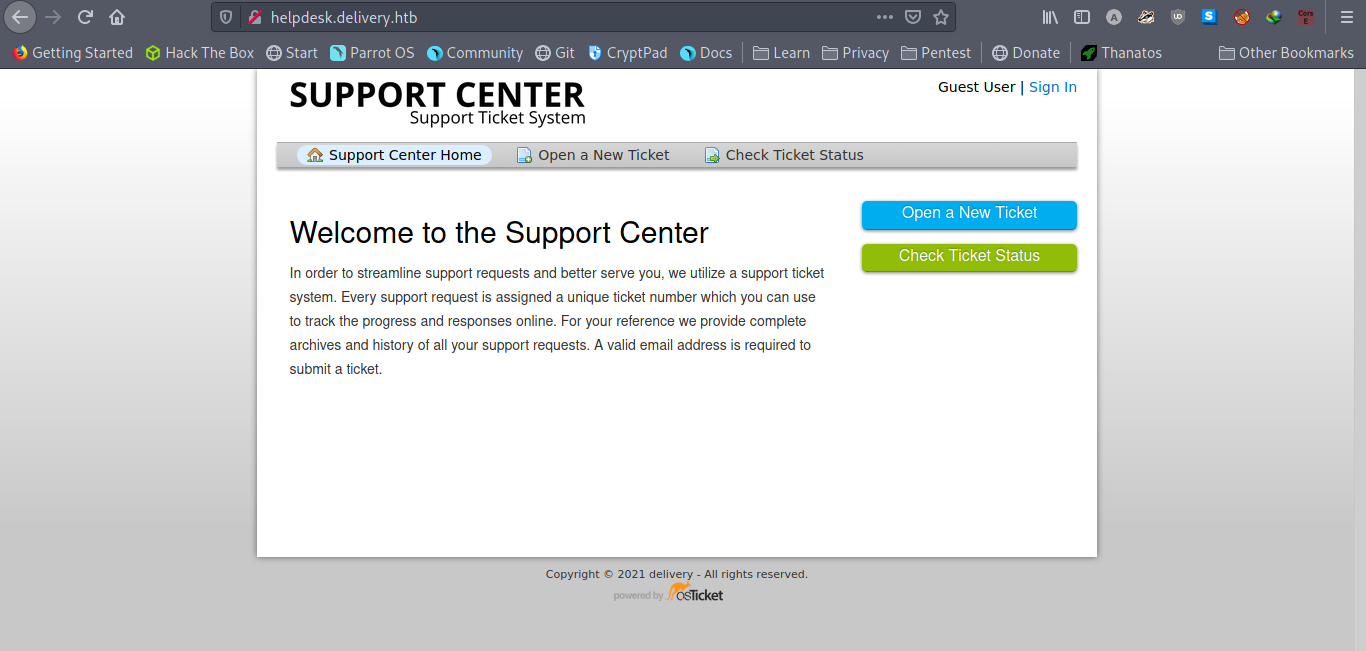 helpdesk.delivery.htb
Cors
E
Getting Started Hack The Box Start Parrot OS Community Git CryptPad Docs Learn Privacy Pentest Donate Thanatos Other Bookmarks
SUPPORT CENTER
Support Ticket System
Guest User | Sign In
Support Center Home Open a New Ticket Check Ticket Status
Open a New Ticket
Check Ticket Status
Welcome to the Support Center
In order to streamline support requests and better serve you, we utilize a support ticket
system. Every support request is assigned a unique ticket number which you can use
to track the progress and responses online. For your reference we provide complete
archives and history of all your support requests. A valid email address is required to
submit a ticket.
Copyright © 2021 delivery - All rights reserved.
powered by osTicket